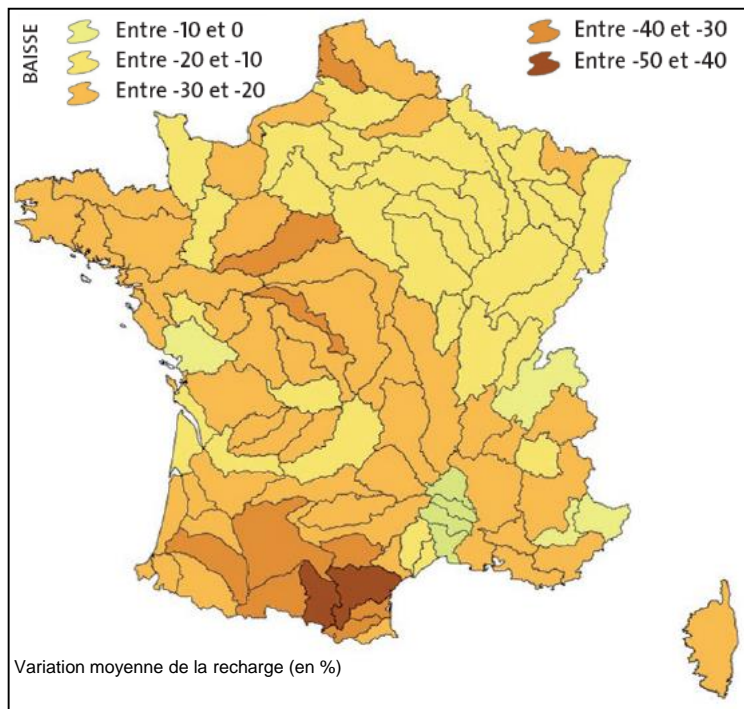 BAISSE
Entre -10 et 0
Entre -20 et -10
Entre -30 et -20
Entre -40 et -30
Entre -50 et -40
Variation moyenne de la recharge (en %)